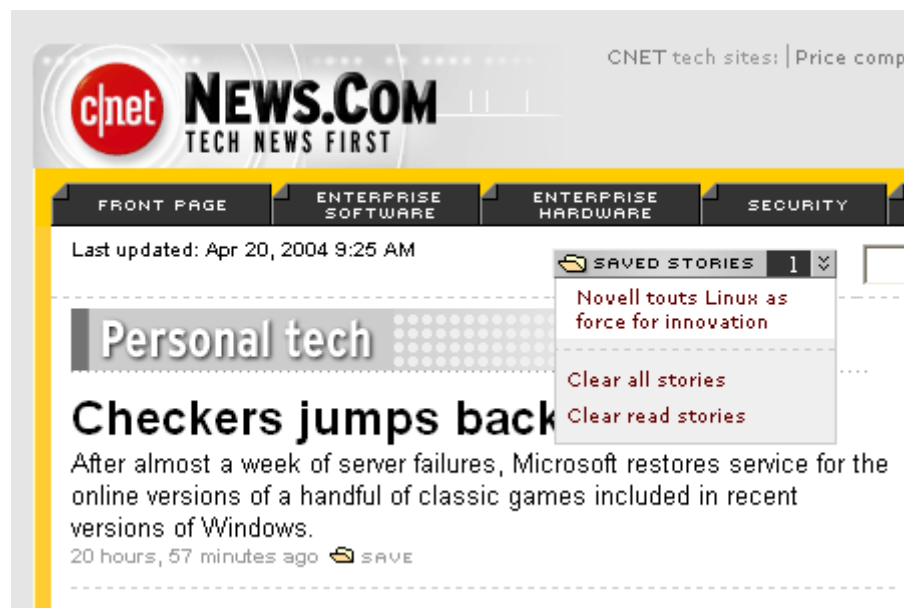 CNET tech sites: | Price comp
c|net
NEWS.COM
TECH NEWS FIRST
FRONT PAGE
ENTERPRISE
SOFTWARE
ENTERPRISE
HARDWARE
SECURITY
Last updated: Apr 20, 2004 9:25 AM
SAVED STORIES 1
Novell touts Linux as
force for innovation
Clear all stories
Clear read stories
Personal tech
Checkers jumps back
After almost a week of server failures, Microsoft restores service for the
online versions of a handful of classic games included in recent
versions of Windows.
20 hours, 57 minutes ago SAVE